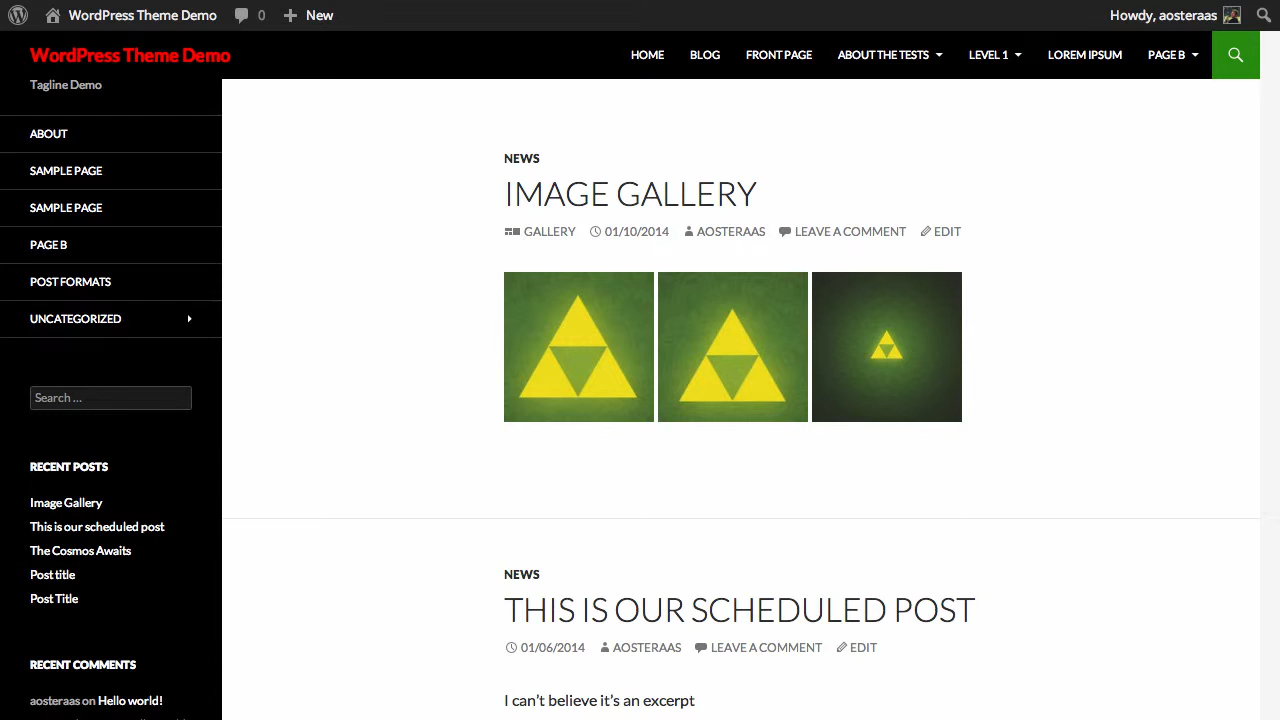 WordPress Theme Demo 0 New Howdy, aosteraas
WordPress Theme Demo HOME BLOG FRONT PAGE ABOUT THE TESTS LEVEL 1 LOREM IPSUM PAGE B
Tagline Demo
ABOUT
SAMPLE PAGE
SAMPLE PAGE
PAGE B
POST FORMATS
UNCATEGORIZED
Search ...
RECENT POSTS
Image Gallery
This is our scheduled post
The Cosmos Awaits
Post title
Post Title
RECENT COMMENTS
aosteraas on Hello world!
NEWS
IMAGE GALLERY
GALLERY 01/10/2014 AOSTERAAS LEAVE A COMMENT EDIT
NEWS
THIS IS OUR SCHEDULED POST
01/06/2014 AOSTERAAS LEAVE A COMMENT EDIT
I can't believe it's an excerpt